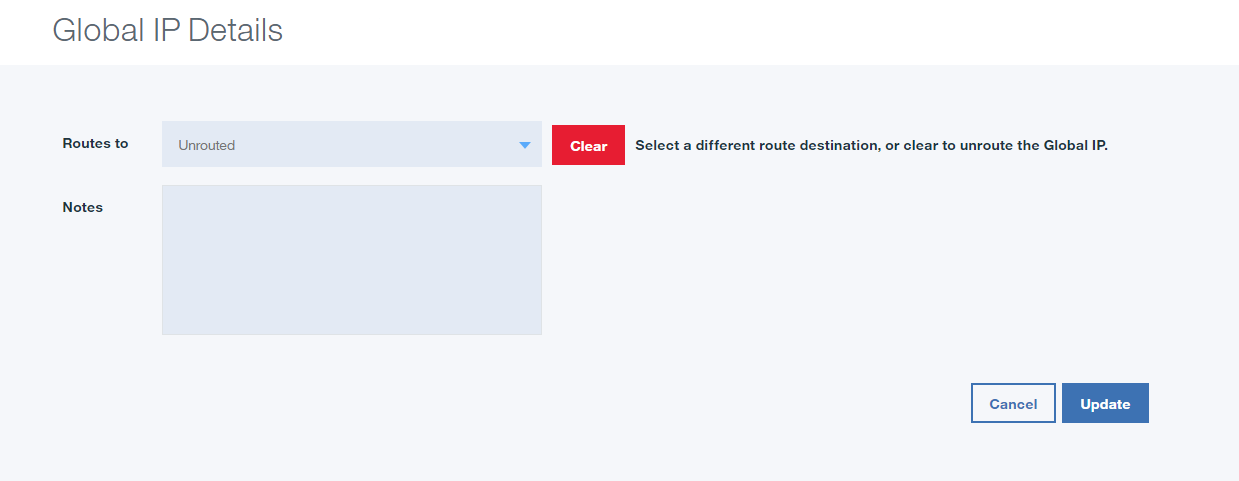 Global IP Details
Routes to
Unrouted
Clear
Select a different route destination, or clear to unroute the Global IP.
Notes
Cancel
Update